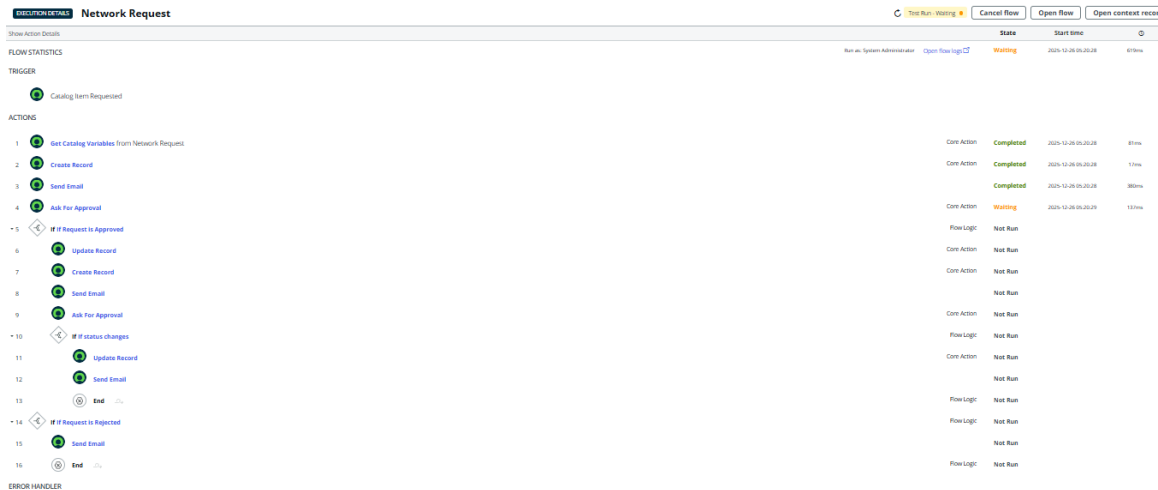 EXECUTION DETAILS Network Request Test Run - Waiting Cancel flow Open flow Open context recor
Show Action Details State Start time
FLOW STATISTICS Run as: System Administrator Open flow logs Waiting 2025-12-26 05:20:28 619ms
TRIGGER
Catalog Item Requested
ACTIONS
1 Get Catalog Variables from Network Request Core Action Completed 2025-12-26 05:20:28 81ms
2 Create Record Core Action Completed 2025-12-26 05:20:28 17ms
3 Send Email Completed 2025-12-26 05:20:28 380ms
4 Ask For Approval Core Action Waiting 2025-12-26 05:20:29 137ms
5 If If Request is Approved Flow Logic Not Run
6 Update Record Core Action Not Run
7 Create Record Core Action Not Run
8 Send Email Not Run
9 Ask For Approval Core Action Not Run
10 If If status changes Flow Logic Not Run
11 Update Record Core Action Not Run
12 Send Email Not Run
13 End Flow Logic Not Run
14 If If Request is Rejected Flow Logic Not Run
15 Send Email Not Run
16 End Flow Logic Not Run
ERROR HANDLER